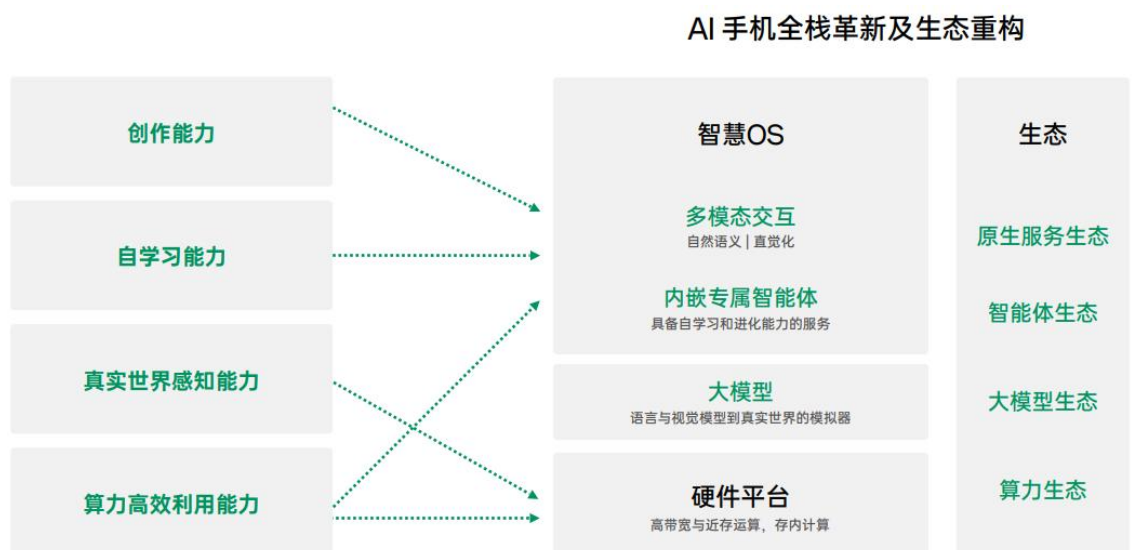 AI 手机全栈革新及生态重构
创作能力
自学习能力
真实世界感知能力
算力高效利用能力
智慧OS
多模态交互
自然语义 | 直觉化
内嵌专属智能体
具备自学习和进化能力的服务
大模型
语言与视觉模型到真实世界的模拟器
硬件平台
高带宽与近存运算，存内计算
生态
原生服务生态
智能体生态
大模型生态
算力生态